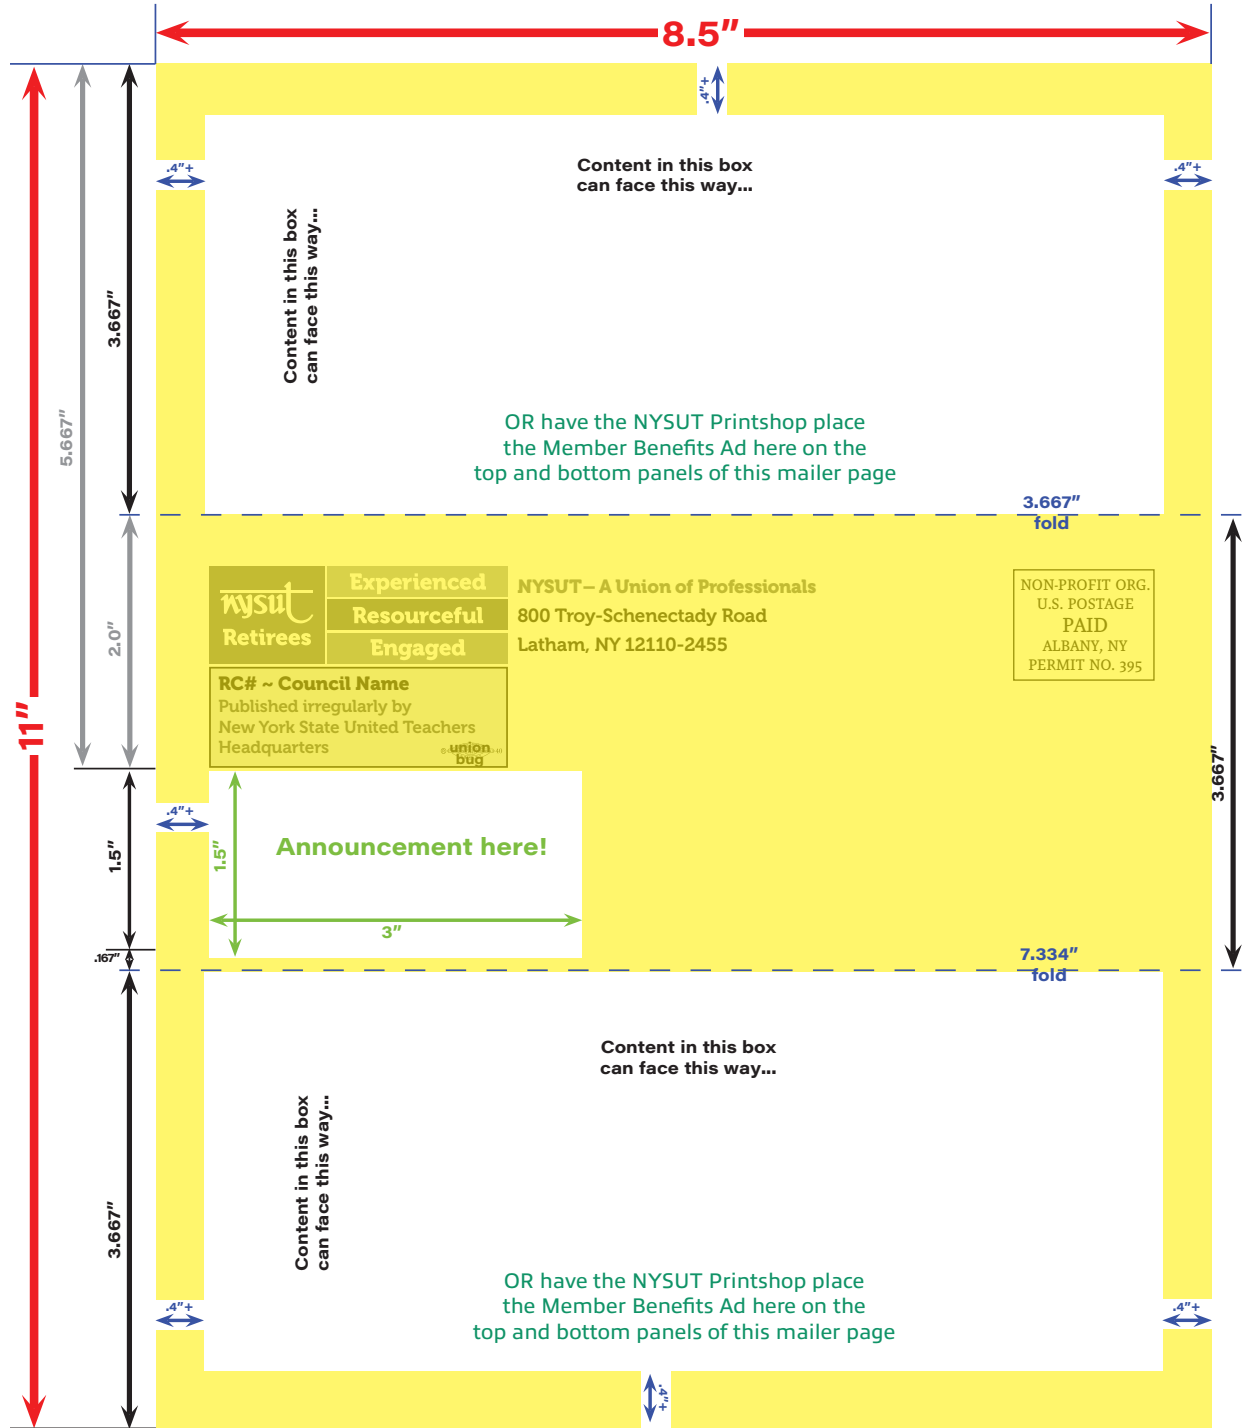 8.5"
.4"+
.4"+
.4"+
Content in this box
can face this way...
Content in this box
can face this way...
3.667"
5.667"
OR have the NYSUT Printshop place
the Member Benefits Ad here on the
top and bottom panels of this mailer page
3.667"
fold
2.0"
11"
nysut
Retirees
Experienced
Resourceful
Engaged
NYSUT– A Union of Professionals
800 Troy-Schenectady Road
Latham, NY 12110-2455
NON-PROFIT ORG.
U.S. POSTAGE
PAID
ALBANY, NY
PERMIT NO. 395
RC# ~ Council Name
Published irregularly by
New York State United Teachers
Headquarters
union
bug
3.667"
.4"+
1.5"
1.5"
Announcement here!
3"
.167"
7.334"
fold
Content in this box
can face this way...
Content in this box
can face this way...
3.667"
OR have the NYSUT Printshop place
the Member Benefits Ad here on the
top and bottom panels of this mailer page
.4"+
.4"+
.4"+